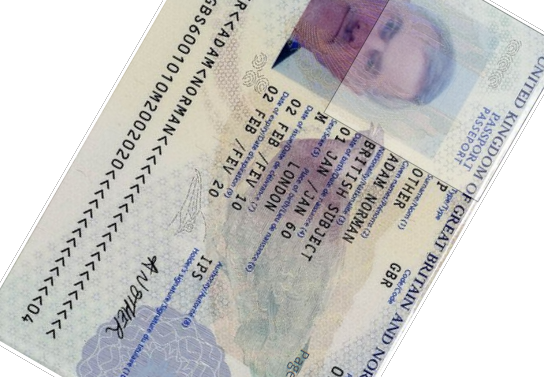 UNITED KINGDOM OF GREAT BRITAIN AND NOR
PASSPORT
PASSEPORT
Type/Type
P
Code/Code
GBR
Surname/Nom (1)
OTHER
Given names/Prénoms (2)
ADAM NORMAN
Nationality/Nationalité (3)
BRITISH SUBJECT
Date of birth/Date de naissance (4)
01 JAN /JAN 60
Sex/Sexe (5)
M
Place of birth/Lieu de naissance (6)
LONDON
Date of issue/Date de délivrance (7)
02 FEB /FEV 10
Authority/Autorité (8)
IPS
Date of expiry/Date d'expiration (9)
02 FEB /FEV 20
Holder's signature/Signature du titulaire (10
A N OTHER
R<<ADAM<NORMAN<<<<<<<<<<<<<<<<<<
GBR6001010M2002020<<<<<<<<<<<<<<04